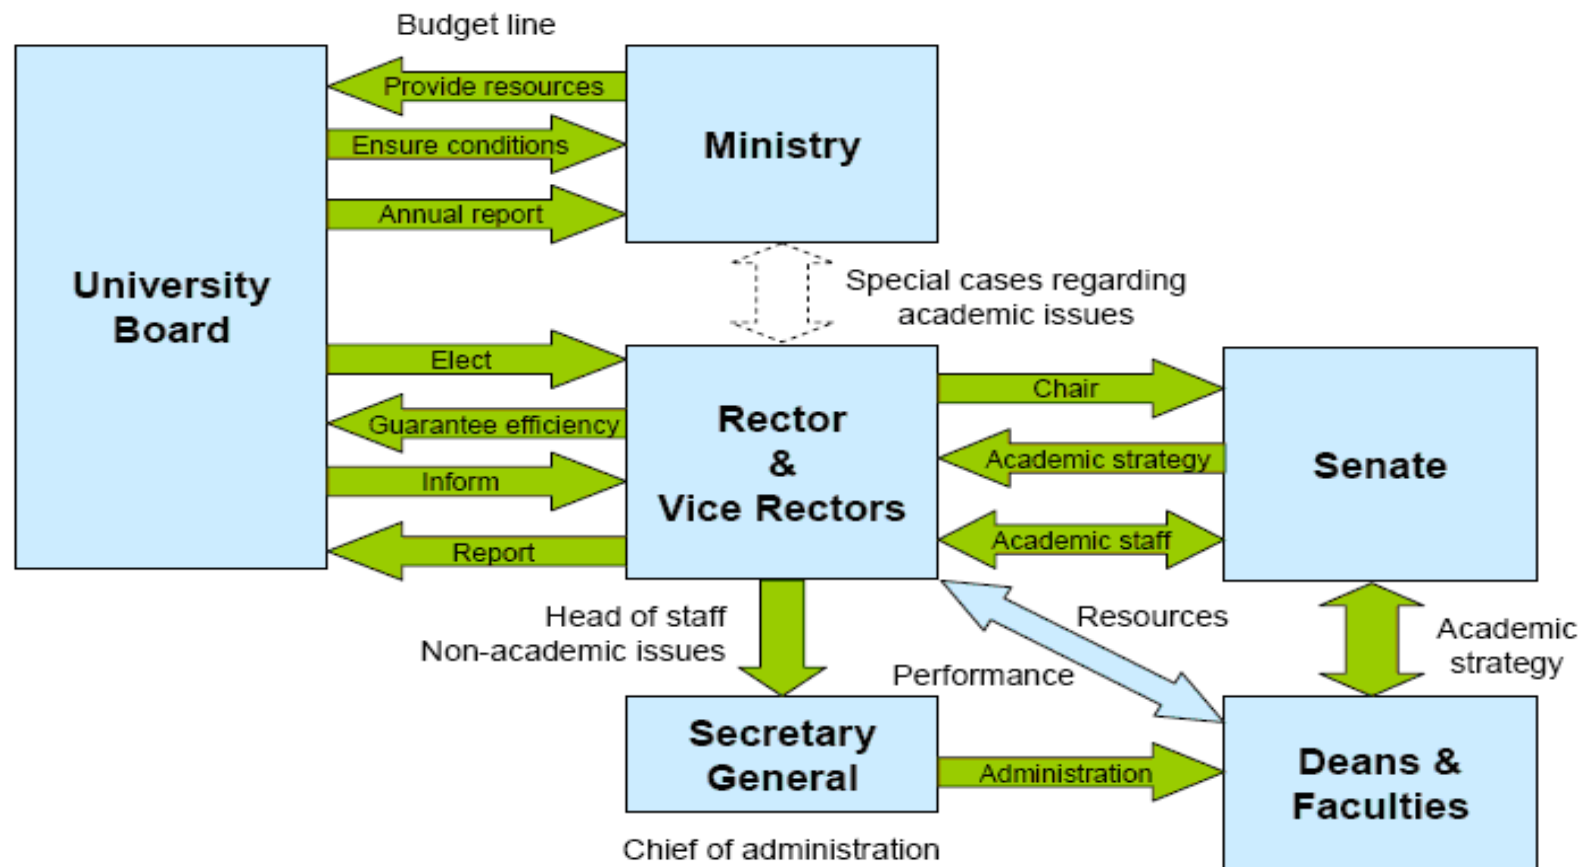 Budget line
Provide resources
Ensure conditions
Annual report
Ministry
University
Board
Special cases regarding
academic issues
Elect
Guarantee efficiency
Inform
Report
Rector
&
Vice Rectors
Chair
Academic strategy
Academic staff
Senate
Head of staff
Non-academic issues
Resources
Performance
Academic
strategy
Secretary
General
Administration
Deans &
Faculties
Chief of administration